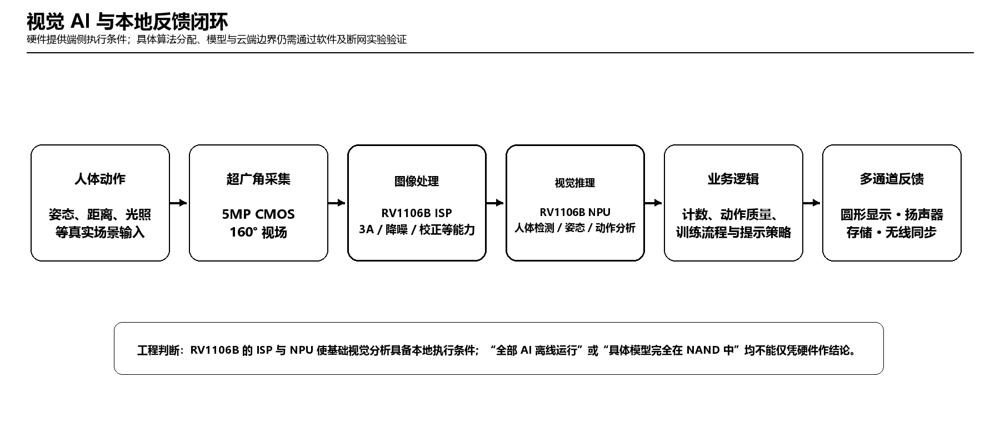 视觉 AI 与本地反馈闭环
硬件提供端侧执行条件；具体算法分配、模型与云端边界仍需通过软件及断网实验验证
人体动作
姿态、距离、光照
等真实场景输入
超广角采集
5MP CMOS
160° 视场
图像处理
RV1106B ISP
3A / 降噪 / 校正等能力
视觉推理
RV1106B NPU
人体检测 / 姿态 / 动作分析
业务逻辑
计数、动作质量、
训练流程与提示策略
多通道反馈
圆形显示 • 扬声器
存储 • 无线同步
工程判断：RV1106B 的 ISP 与 NPU 使基础视觉分析具备本地执行条件；“全部 AI 离线运行”或“具体模型完全在 NAND 中”均不能仅凭硬件作结论。